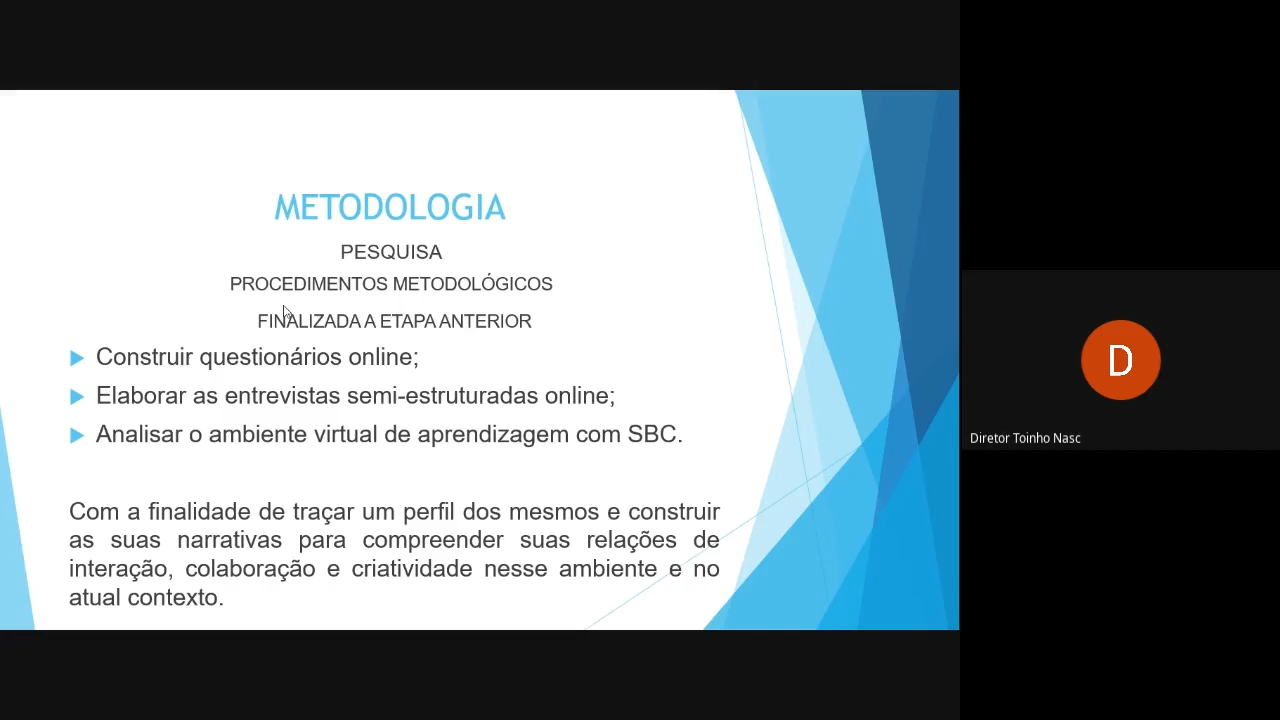 METODOLOGIA
PESQUISA
PROCEDIMENTOS METODOLÓGICOS
FINALIZADA A ETAPA ANTERIOR
Construir questionários online;
Elaborar as entrevistas semi-estruturadas online;
Analisar o ambiente virtual de aprendizagem com SBC.
Com a finalidade de traçar um perfil dos mesmos e construir
as suas narrativas para compreender suas relações de
interação, colaboração e criatividade nesse ambiente e no
atual contexto.
D
Diretor Toinho Nasc